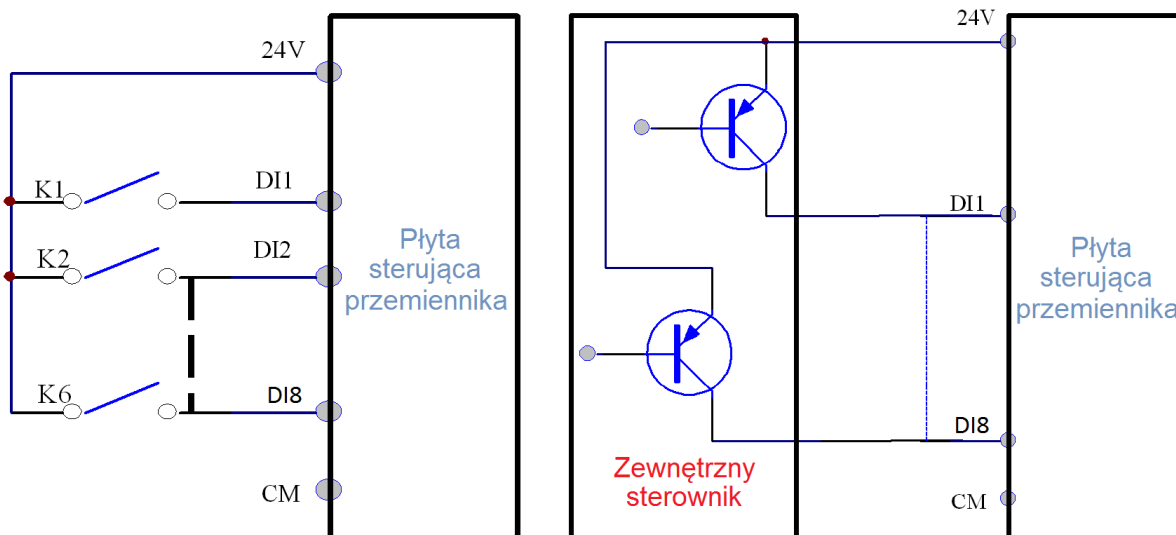 24V
K1
DI1
K2
DI2
K6
DI8
CM
Płyta
sterująca
przemiennika
24V
DI1
DI8
CM
Zewnętrzny
sterownik
Płyta
sterująca
przemiennika